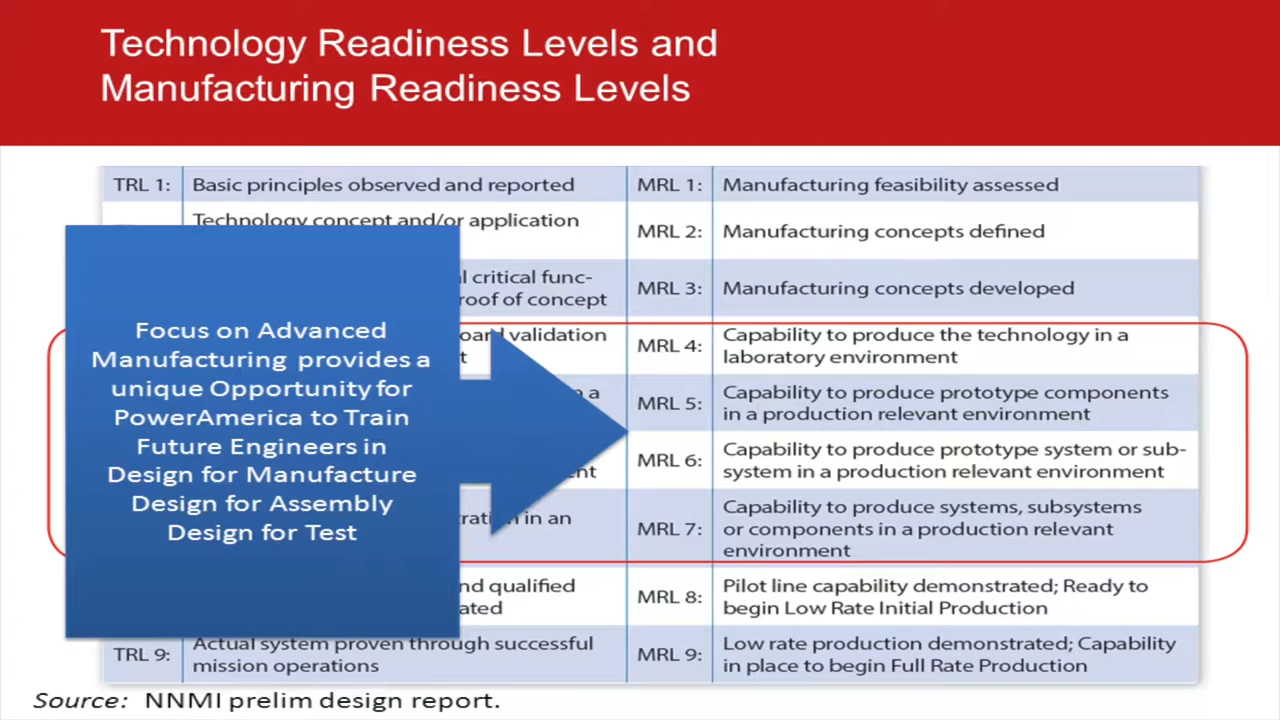 Technology Readiness Levels and
Manufacturing Readiness Levels
TRL 1:
Basic principles observed and reported
MRL 1:
Manufacturing feasibility assessed
Technology concept and/or application
MRL 2:
Manufacturing concepts defined
critical func-
of concept
MRL 3:
Manufacturing concepts developed
validation
MRL 4:
Capability to produce the technology in a
laboratory environment
a
MRL 5:
Capability to produce prototype components
in a production relevant environment
MRL 6:
Capability to produce prototype system or sub-
system in a production relevant environment
in an
MRL 7:
Capability to produce systems, subsystems
or components in a production relevant
environment
qualified
MRL 8:
Pilot line capability demonstrated; Ready to
begin Low Rate Initial Production
TRL 9:
Actual system proven through successful
mission operations
MRL 9:
Low rate production demonstrated; Capability
in place to begin Full Rate Production
Focus on Advanced
Manufacturing provides a
unique Opportunity for
PowerAmerica to Train
Future Engineers in
Design for Manufacture
Design for Assembly
Design for Test
Source: NNMI prelim design report.